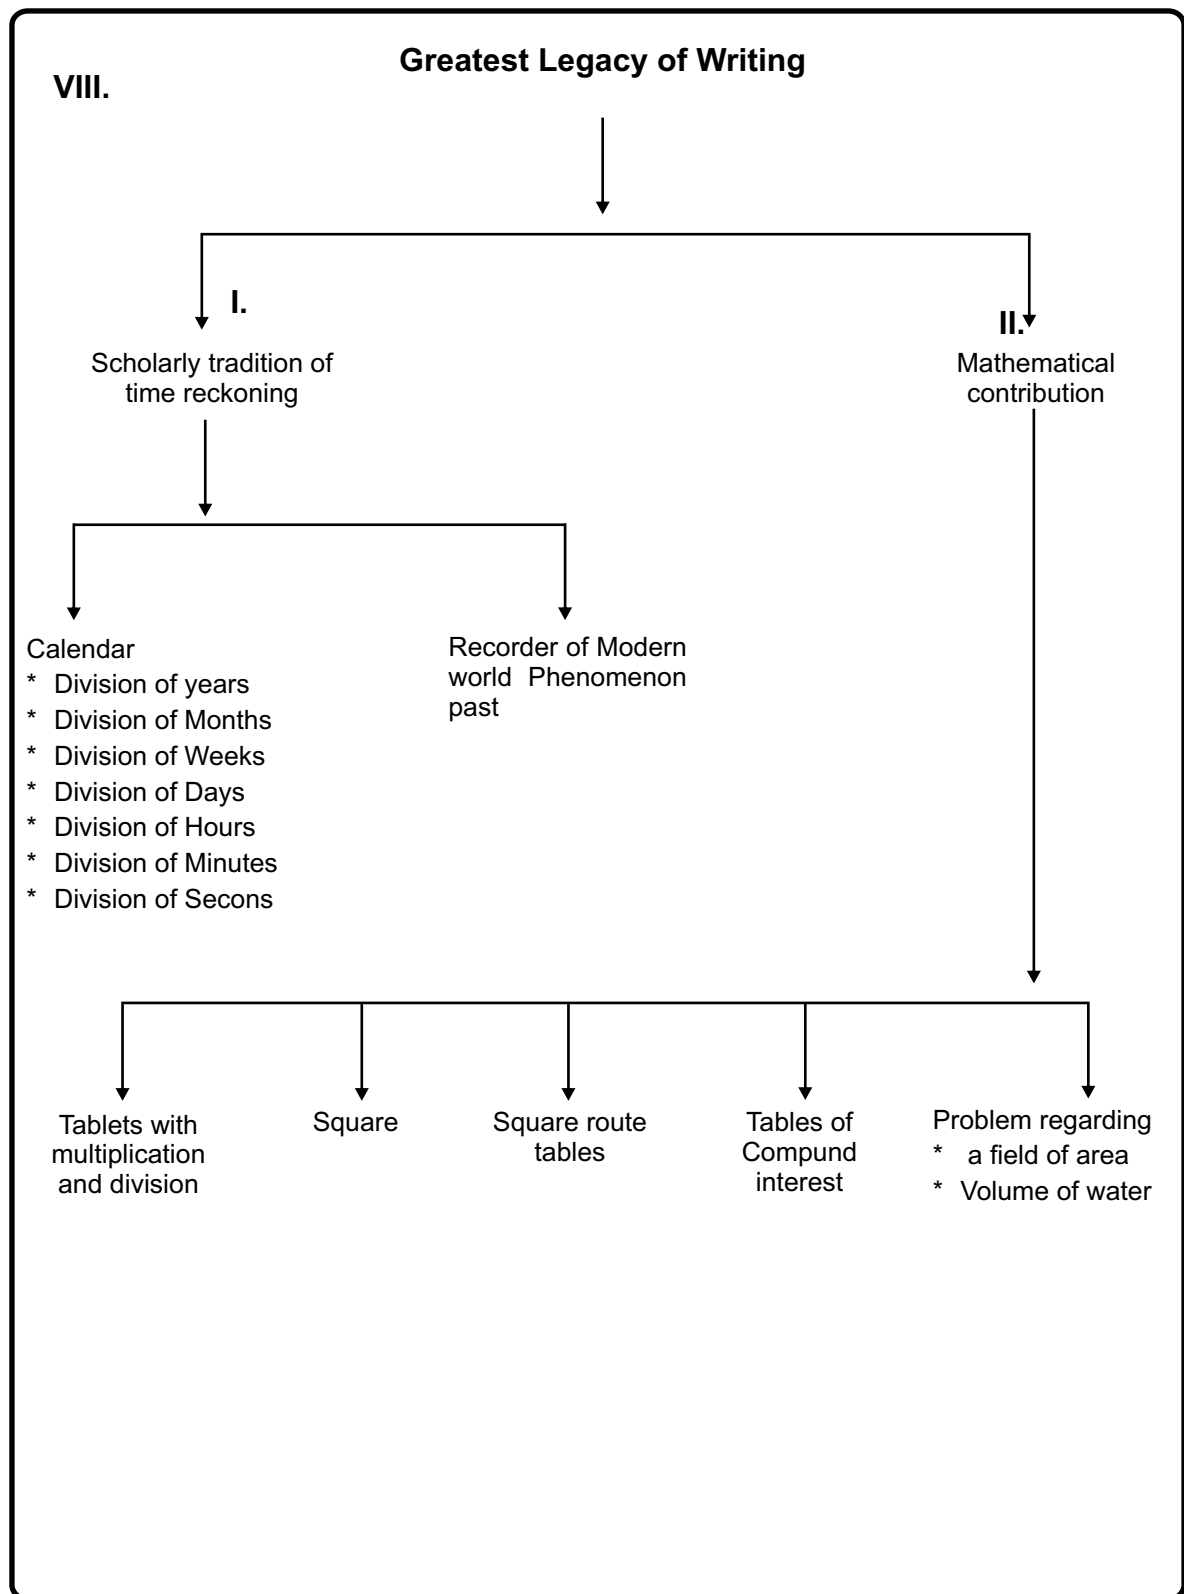 Greatest Legacy of Writing
VIII.
I.
Scholarly tradition of
time reckoning
II.
Mathematical
contribution
Calendar
* Division of years
* Division of Months
* Division of Weeks
* Division of Days
* Division of Hours
* Division of Minutes
* Division of Secons
Recorder of Modern
world Phenomenon
past
Tablets with
multiplication
and division
Square
Square route
tables
Tables of
Compund
interest
Problem regarding
* a field of area
* Volume of water